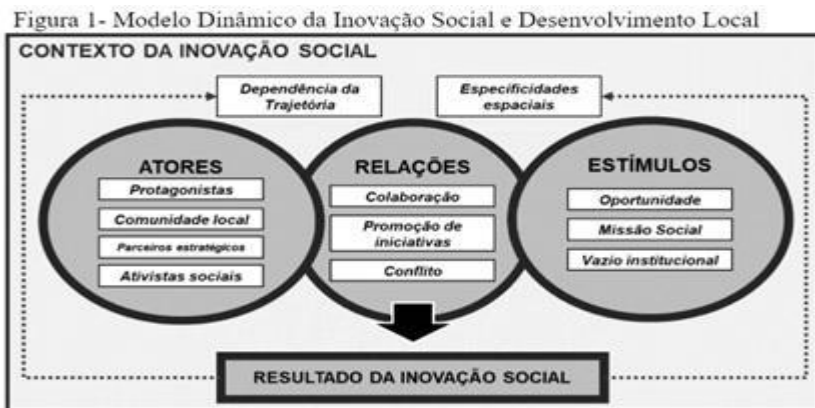 Figura 1- Modelo Dinâmico da Inovação Social e Desenvolvimento Local
CONTEXTO DA INOVAÇÃO SOCIAL
Dependência da
Trajetória
Especificidades
espaciais
ATORES
Protagonistas
Comunidade local
Parceiros estratégicos
Ativistas sociais
RELAÇÕES
Colaboração
Promoção de
iniciativas
Conflito
ESTÍMULOS
Oportunidade
Missão Social
Vazio institucional
RESULTADO DA INOVAÇÃO SOCIAL